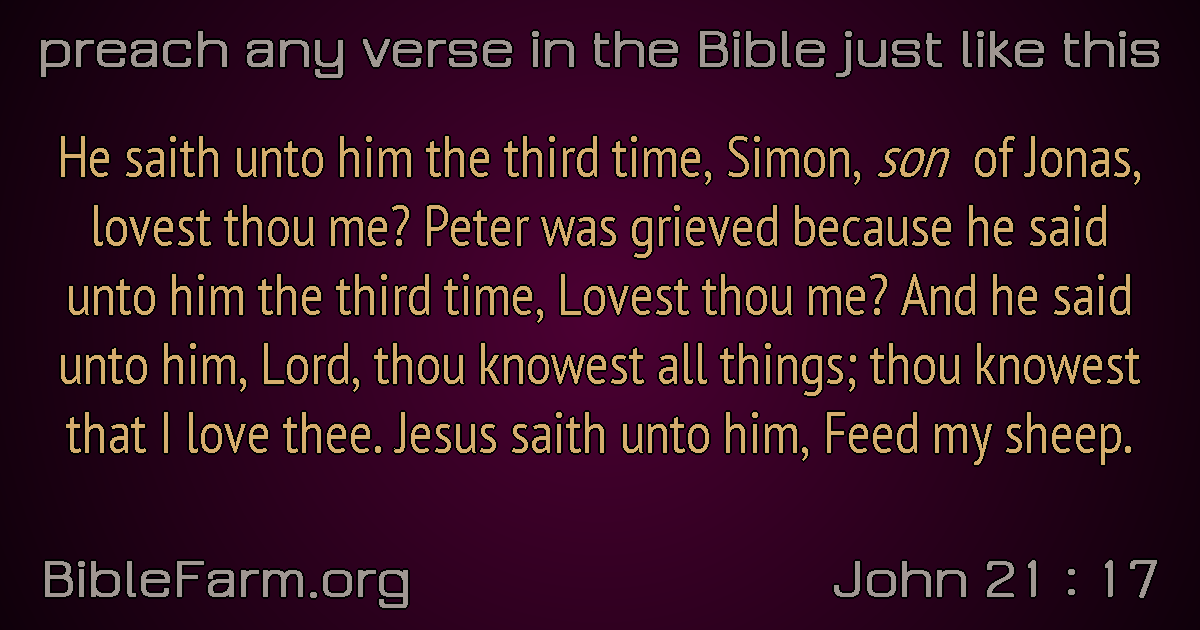 preach any verse in the Bible just like this
He saith unto him the third time, Simon, son of Jonas,
lovest thou me? Peter was grieved because he said
unto him the third time, Lovest thou me? And he said
unto him, Lord, thou knowest all things; thou knowest
that I love thee. Jesus saith unto him, Feed my sheep.
BibleFarm.org
John 21 : 17